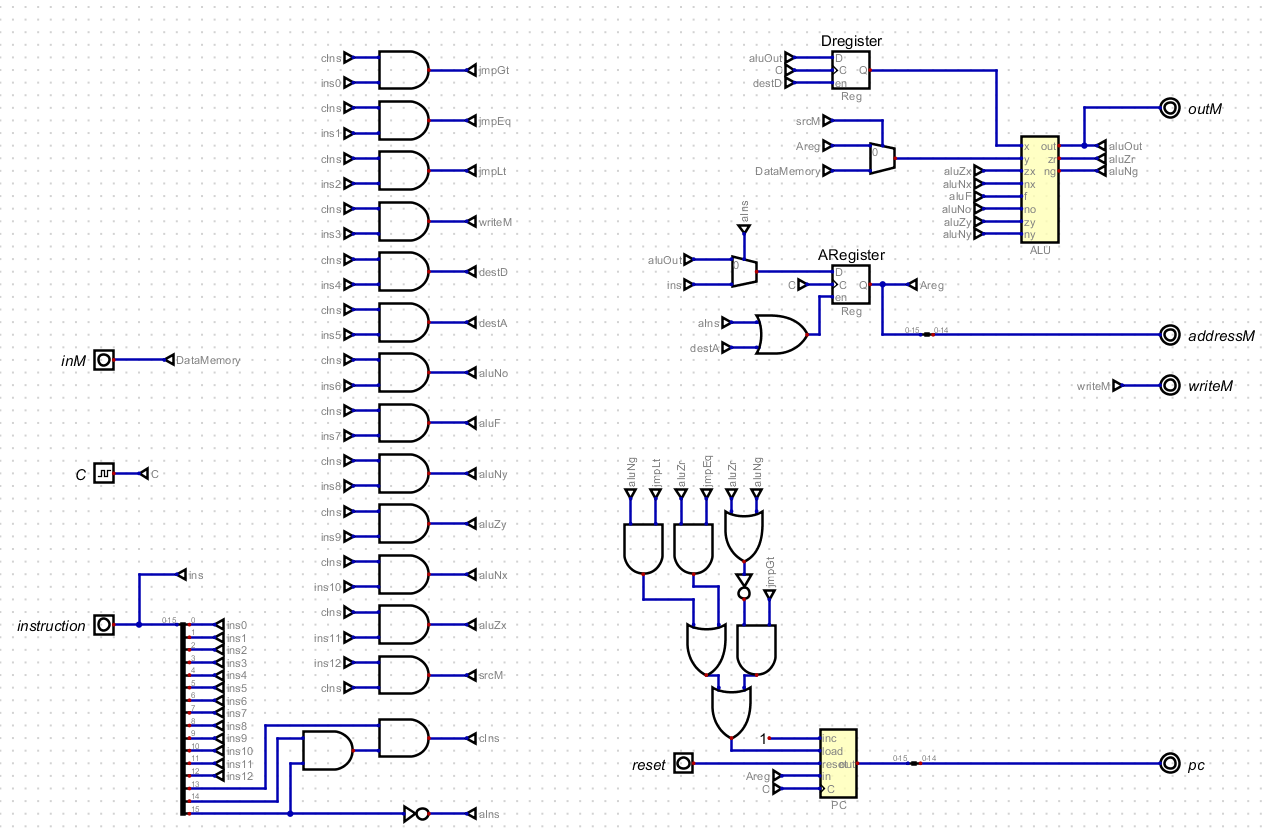 cIns
ins0
jmpGt
cIns
ins1
jmpEq
cIns
ins2
jmpLt
cIns
ins3
writeM
cIns
ins4
destD
cIns
ins5
destA
cIns
ins6
aluNo
cIns
ins7
aluF
cIns
ins8
aluNy
cIns
ins9
aluZy
cIns
ins10
aluNx
cIns
ins11
aluZx
ins12
cIns
srcM
cIns
aIns
inM
DataMemory
C
C
instruction
ins
0-15
0
ins0
1
ins1
2
ins2
3
ins3
4
ins4
5
ins5
6
ins6
7
ins7
8
ins8
9
ins9
10
ins10
11
ins11
12
ins12
13
14
15
Dregister
aluOut
C
destD
D
C
en
Q
Reg
srcM
Areg
DataMemory
0
aluZx
aluNx
aluF
aluNo
aluZy
aluNy
x
y
zx
nx
f
no
zy
ny
out
zr
ng
ALU
aluOut
aluZr
aluNg
outM
aIns
aluOut
ins
0
ARegister
C
D
C
en
Q
Reg
Areg
aIns
destA
0-15
0-14
addressM
writeM
writeM
aluNg
jmpLt
aluZr
jmpEq
aluZr
aluNg
jmpGt
1
reset
Areg
C
inc
load
reset
in
C
out
PC
0-15
0-14
pc